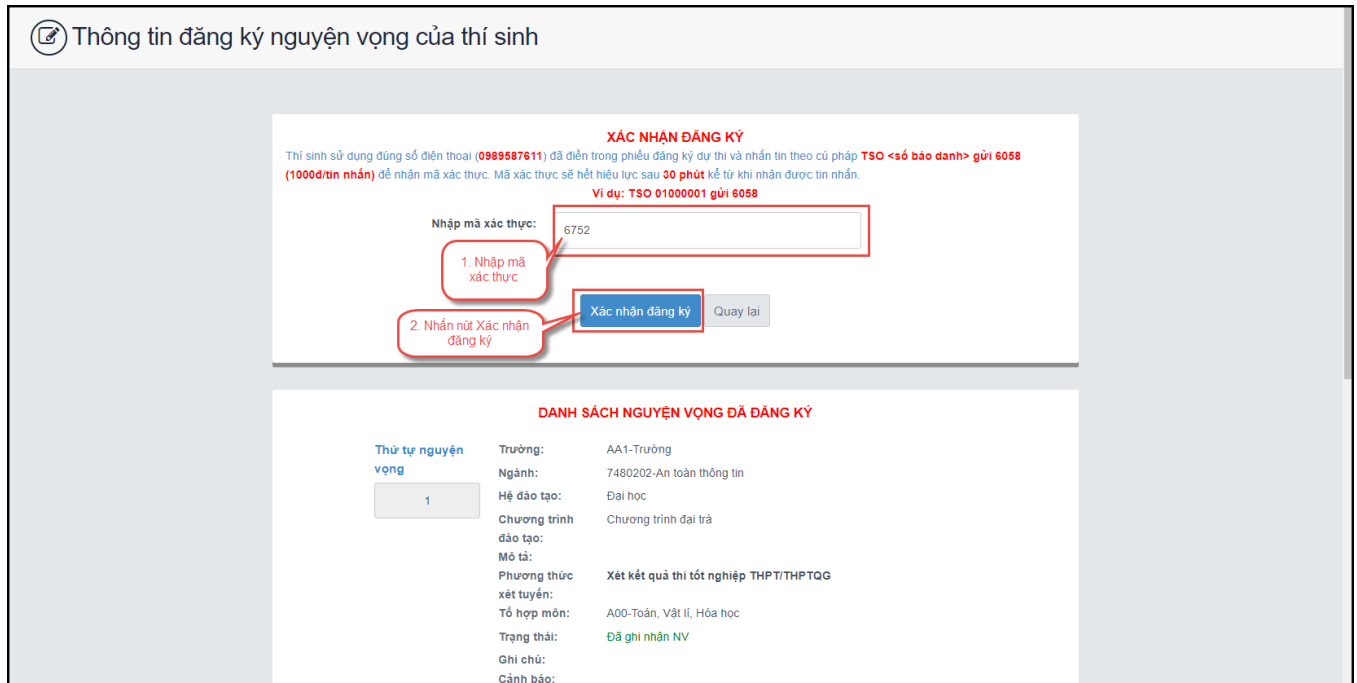 Thông tin đăng ký nguyện vọng của thí sinh
XÁC NHẬN ĐĂNG KÝ
Thí sinh sử dụng đúng số điện thoại (0989587611) đã điền trong phiếu đăng ký dự thi và nhắn tin theo cú pháp TSO <số báo danh> gửi 6058
(1000đ/tin nhắn) để nhận mã xác thực. Mã xác thực sẽ hết hiệu lực sau 30 phút kể từ khi nhận được tin nhắn.
Ví dụ: TSO 01000001 gửi 6058
Nhập mã xác thực:
6752
1. Nhập mã
xác thực
Xác nhận đăng ký
Quay lại
2. Nhấn nút Xác nhận
đăng ký
DANH SÁCH NGUYỆN VỌNG ĐÃ ĐĂNG KÝ
Thứ tự nguyện
vọng
1
Trường: AA1-Trường
Ngành: 7480202-An toàn thông tin
Hệ đào tạo: Đại học
Chương trình Chương trình đại trà
đào tạo:
Mô tả:
Phương thức Xét kết quả thi tốt nghiệp THPT/THPTQG
xét tuyển:
Tổ hợp môn: A00-Toán, Vật lí, Hóa học
Trạng thái: Đã ghi nhận NV
Ghi chú:
Cảnh báo: